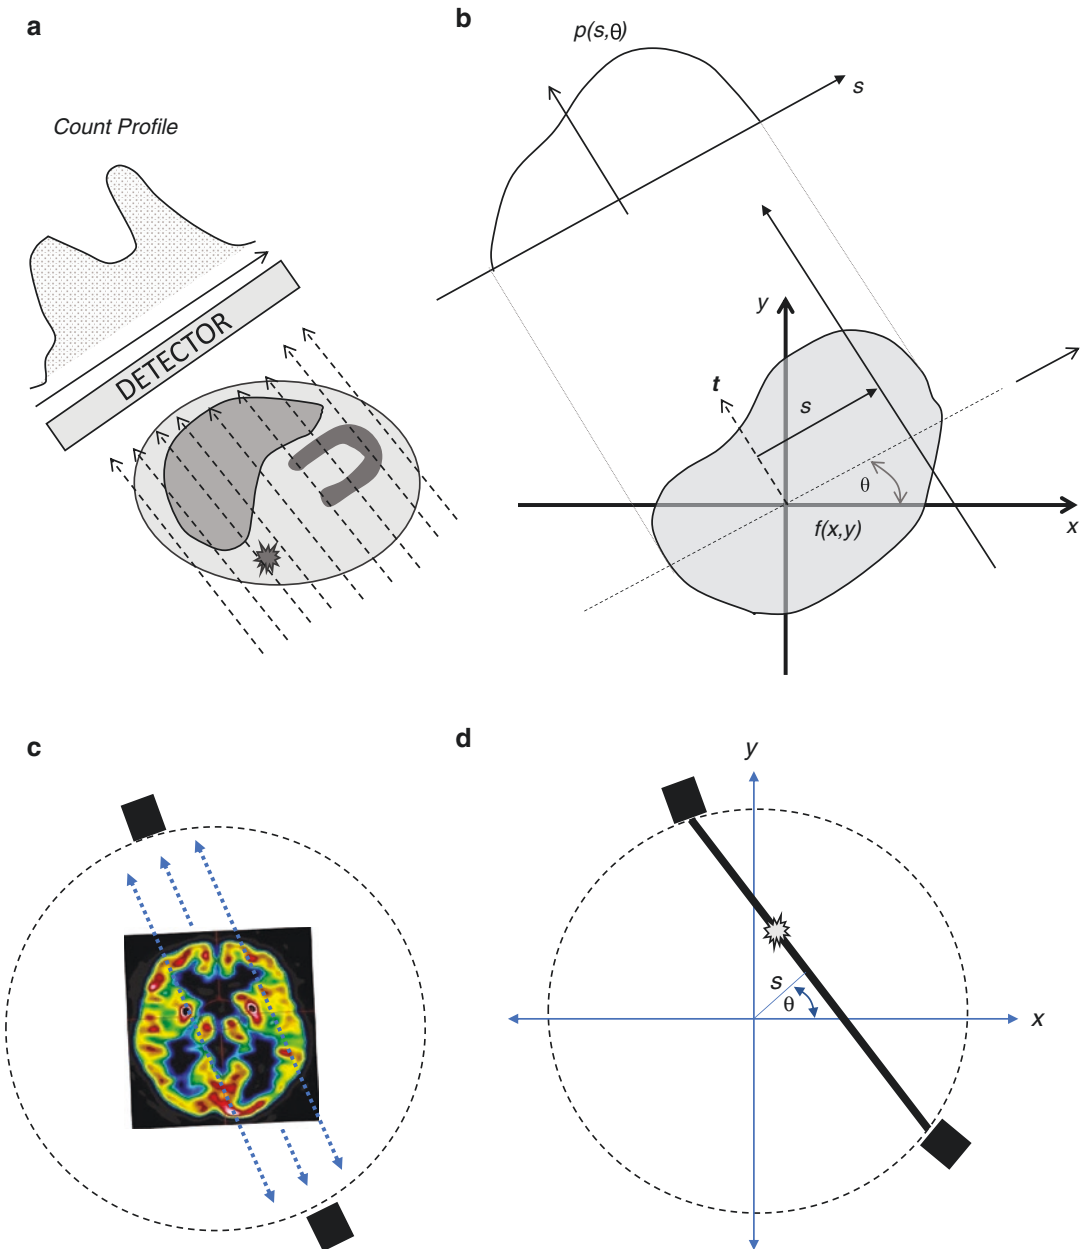 a
Count Profile
DETECTOR
b
p(s,θ)
s
y
t
s
θ
f(x,y)
x
c
d
y
s
θ
x